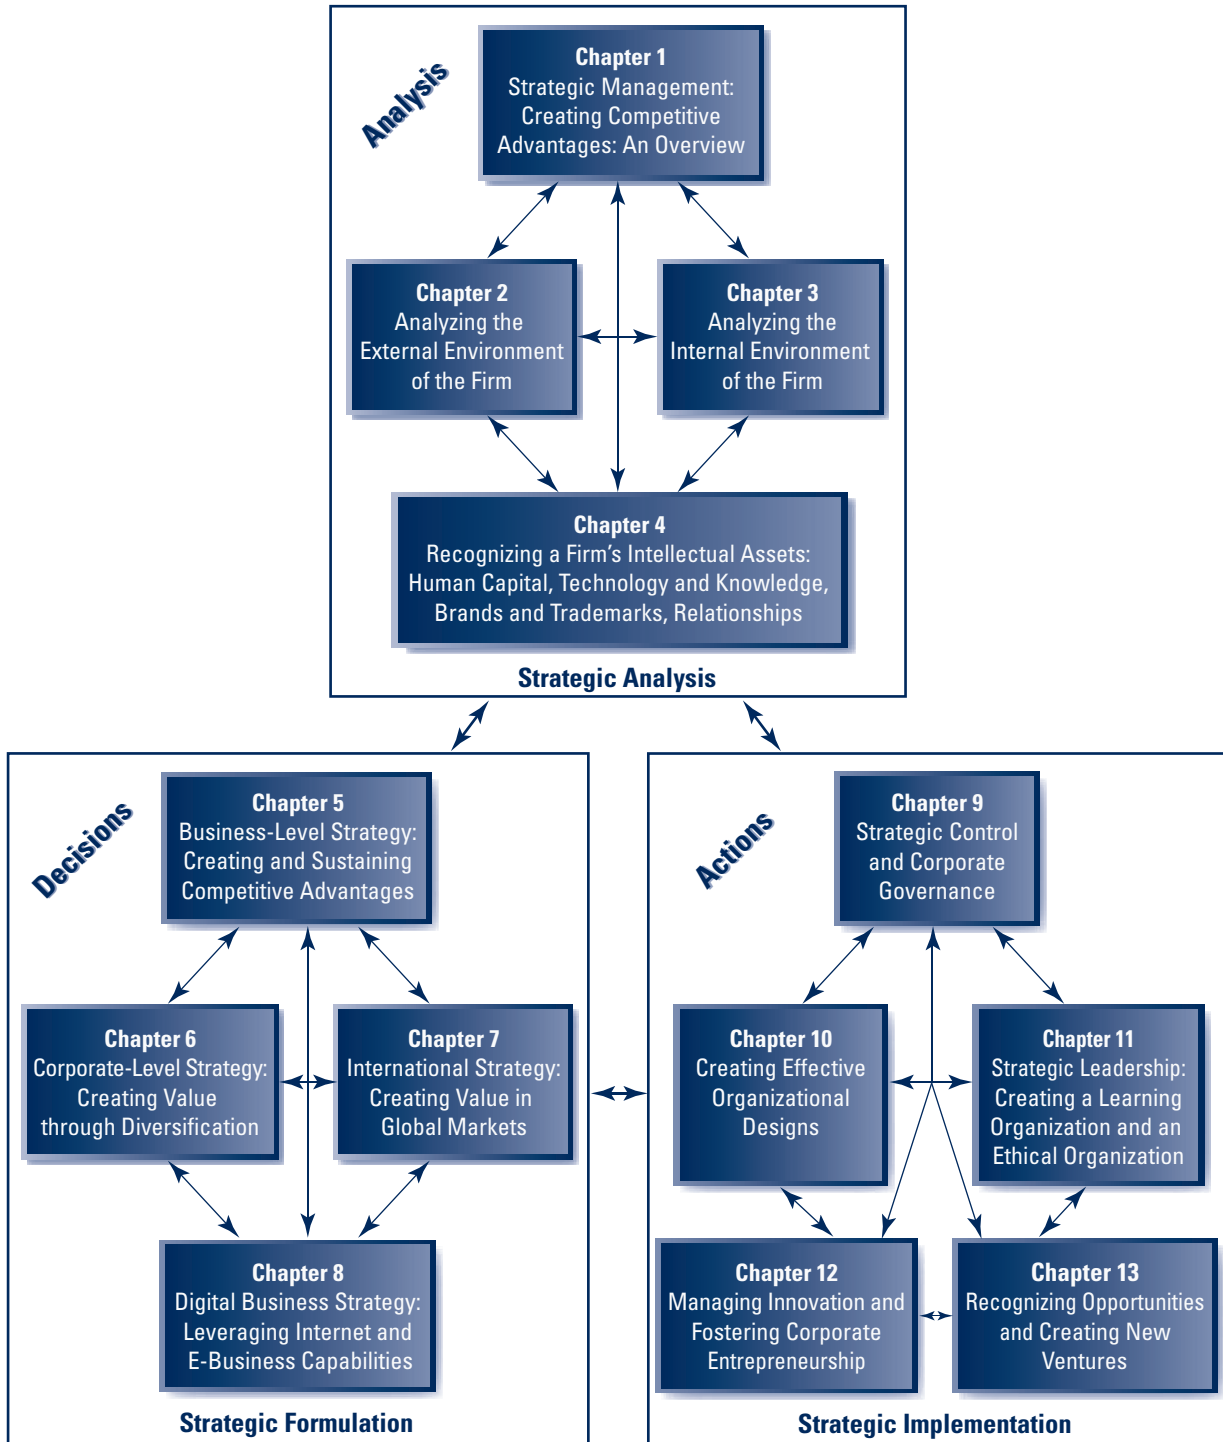 Analysis
Chapter 1
Strategic Management:
Creating Competitive
Advantages: An Overview
Chapter 2
Analyzing the
External Environment
of the Firm
Chapter 3
Analyzing the
Internal Environment
of the Firm
Chapter 4
Recognizing a Firm's Intellectual Assets:
Human Capital, Technology and Knowledge,
Brands and Trademarks, Relationships
Strategic Analysis
Decisions
Chapter 5
Business-Level Strategy:
Creating and Sustaining
Competitive Advantages
Chapter 6
Corporate-Level Strategy:
Creating Value
through Diversification
Chapter 7
International Strategy:
Creating Value in
Global Markets
Chapter 8
Digital Business Strategy:
Leveraging Internet and
E-Business Capabilities
Strategic Formulation
Actions
Chapter 9
Strategic Control
and Corporate
Governance
Chapter 10
Creating Effective
Organizational
Designs
Chapter 11
Strategic Leadership:
Creating a Learning
Organization and an
Ethical Organization
Chapter 12
Managing Innovation and
Fostering Corporate
Entrepreneurship
Chapter 13
Recognizing Opportunities
and Creating New
Ventures
Strategic Implementation